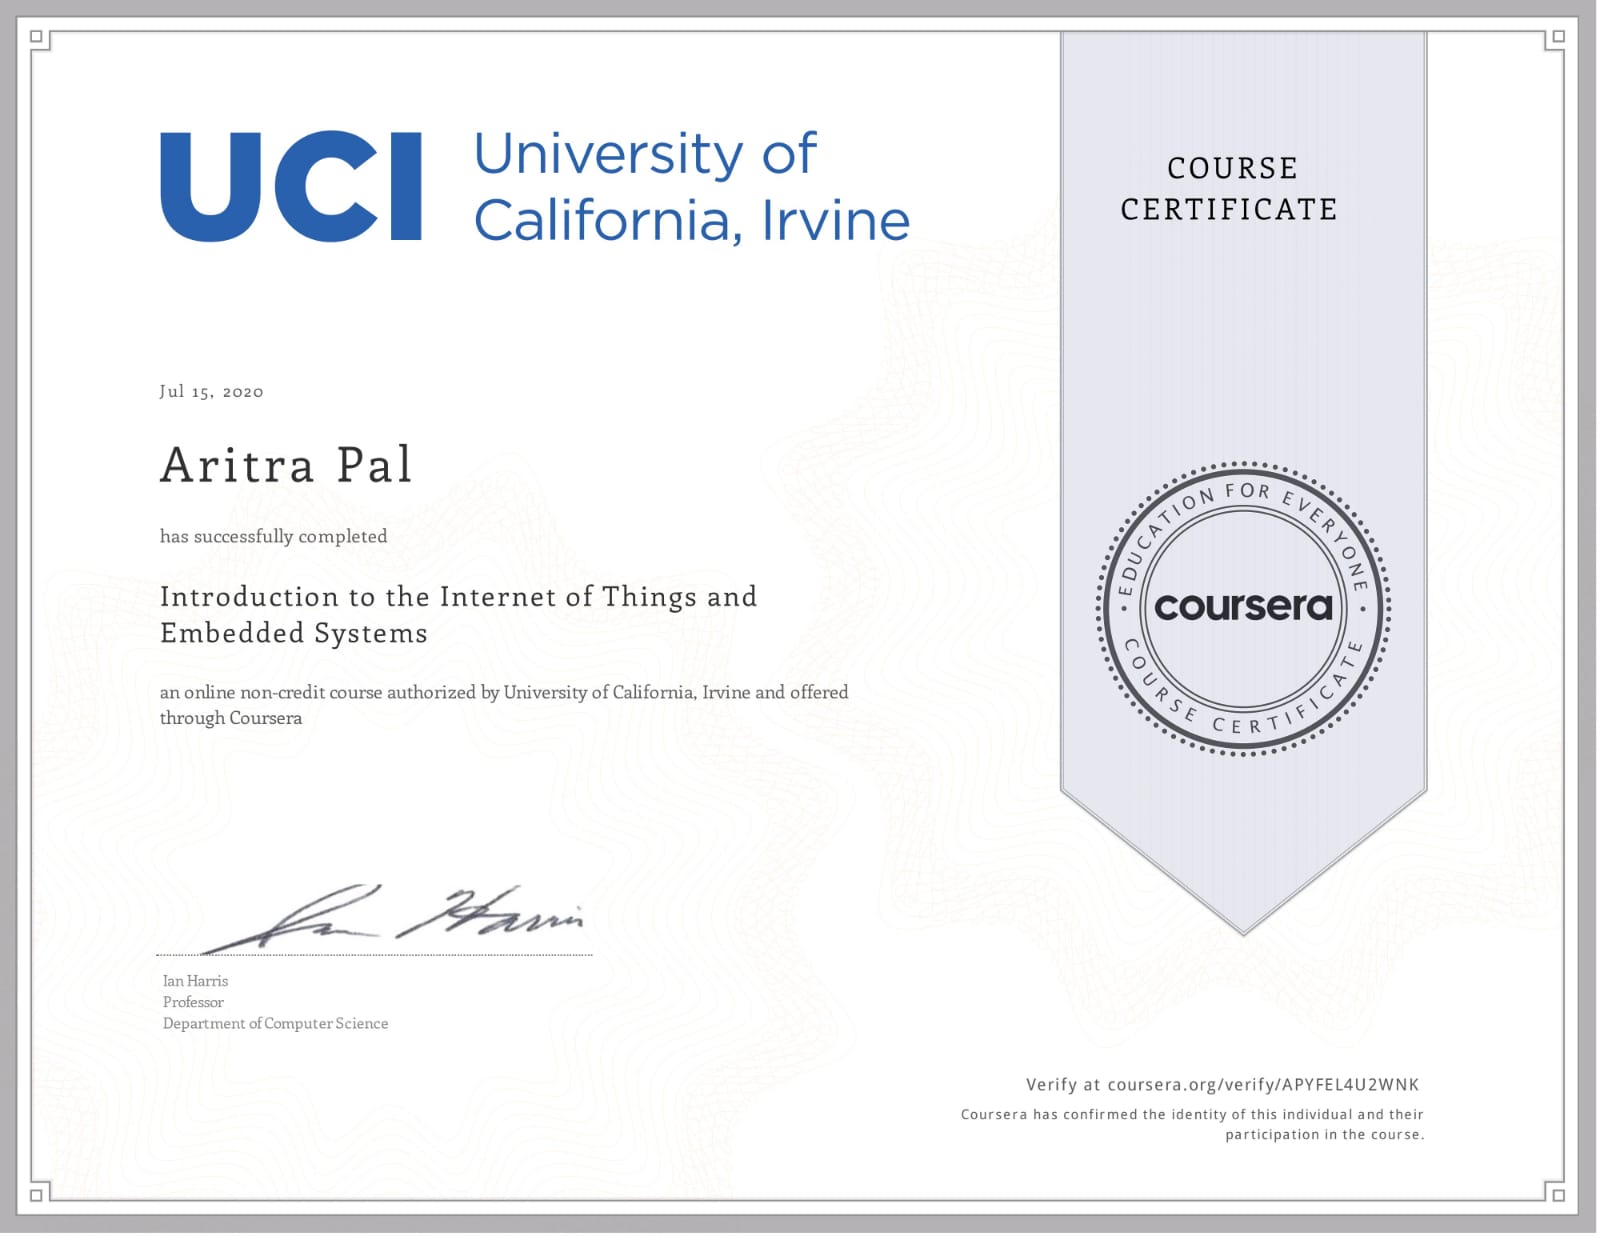 UCI
University of
California, Irvine
COURSE
CERTIFICATE
Jul 15, 2020
Aritra Pal
has successfully completed
Introduction to the Internet of Things and
Embedded Systems
an online non-credit course authorized by University of California, Irvine and offered
through Coursera
EDUCATION FOR EVERYONE
coursera
COURSE CERTIFICATE
Ian Harris
Ian Harris
Professor
Department of Computer Science
Verify at coursera.org/verify/APYFEL4U2WNK
Coursera has confirmed the identity of this individual and their
participation in the course.